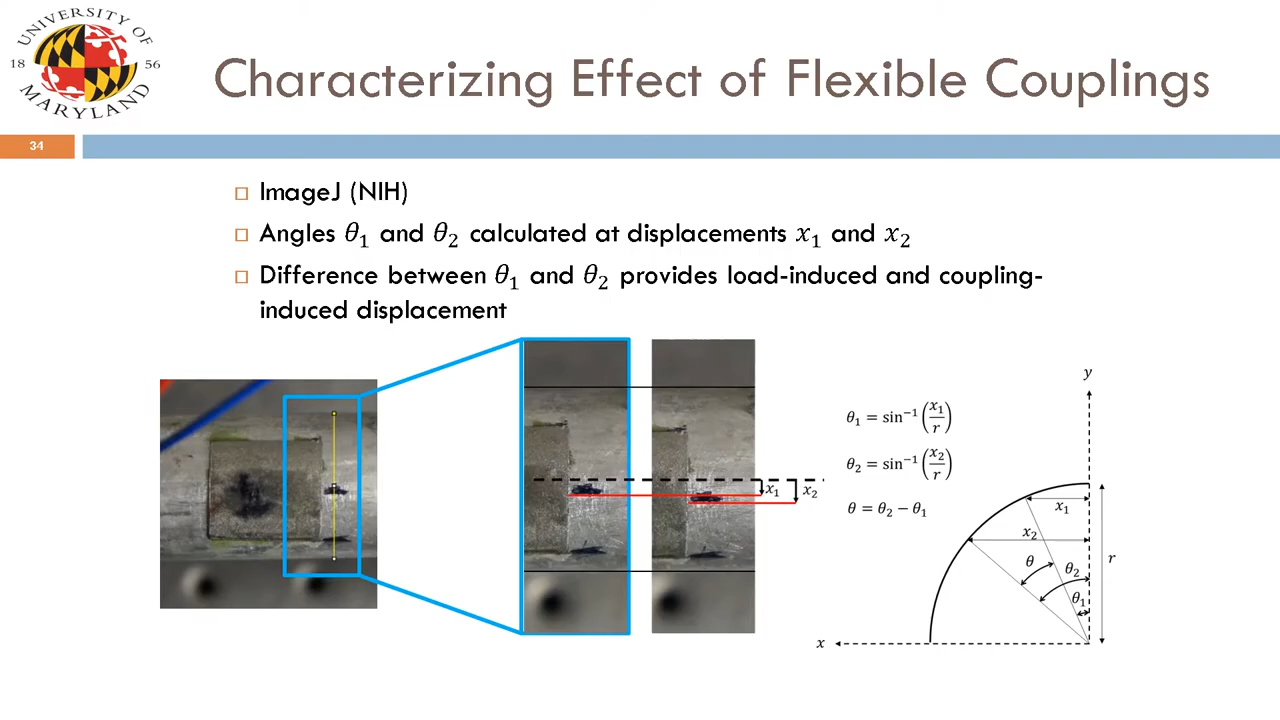 UNIVERSITY OF
18 56
MARYLAND
Characterizing Effect of Flexible Couplings
34
ImageJ (NIH)
Angles θ₁ and θ₂ calculated at displacements x₁ and x₂
Difference between θ₁ and θ₂ provides load-induced and coupling-
induced displacement
x₁
x₂
θ₁ = sin⁻¹(x₁/r)
θ₂ = sin⁻¹(x₂/r)
θ = θ₂ − θ₁
y
x₁
x₂
r
θ
θ₂
θ₁
x